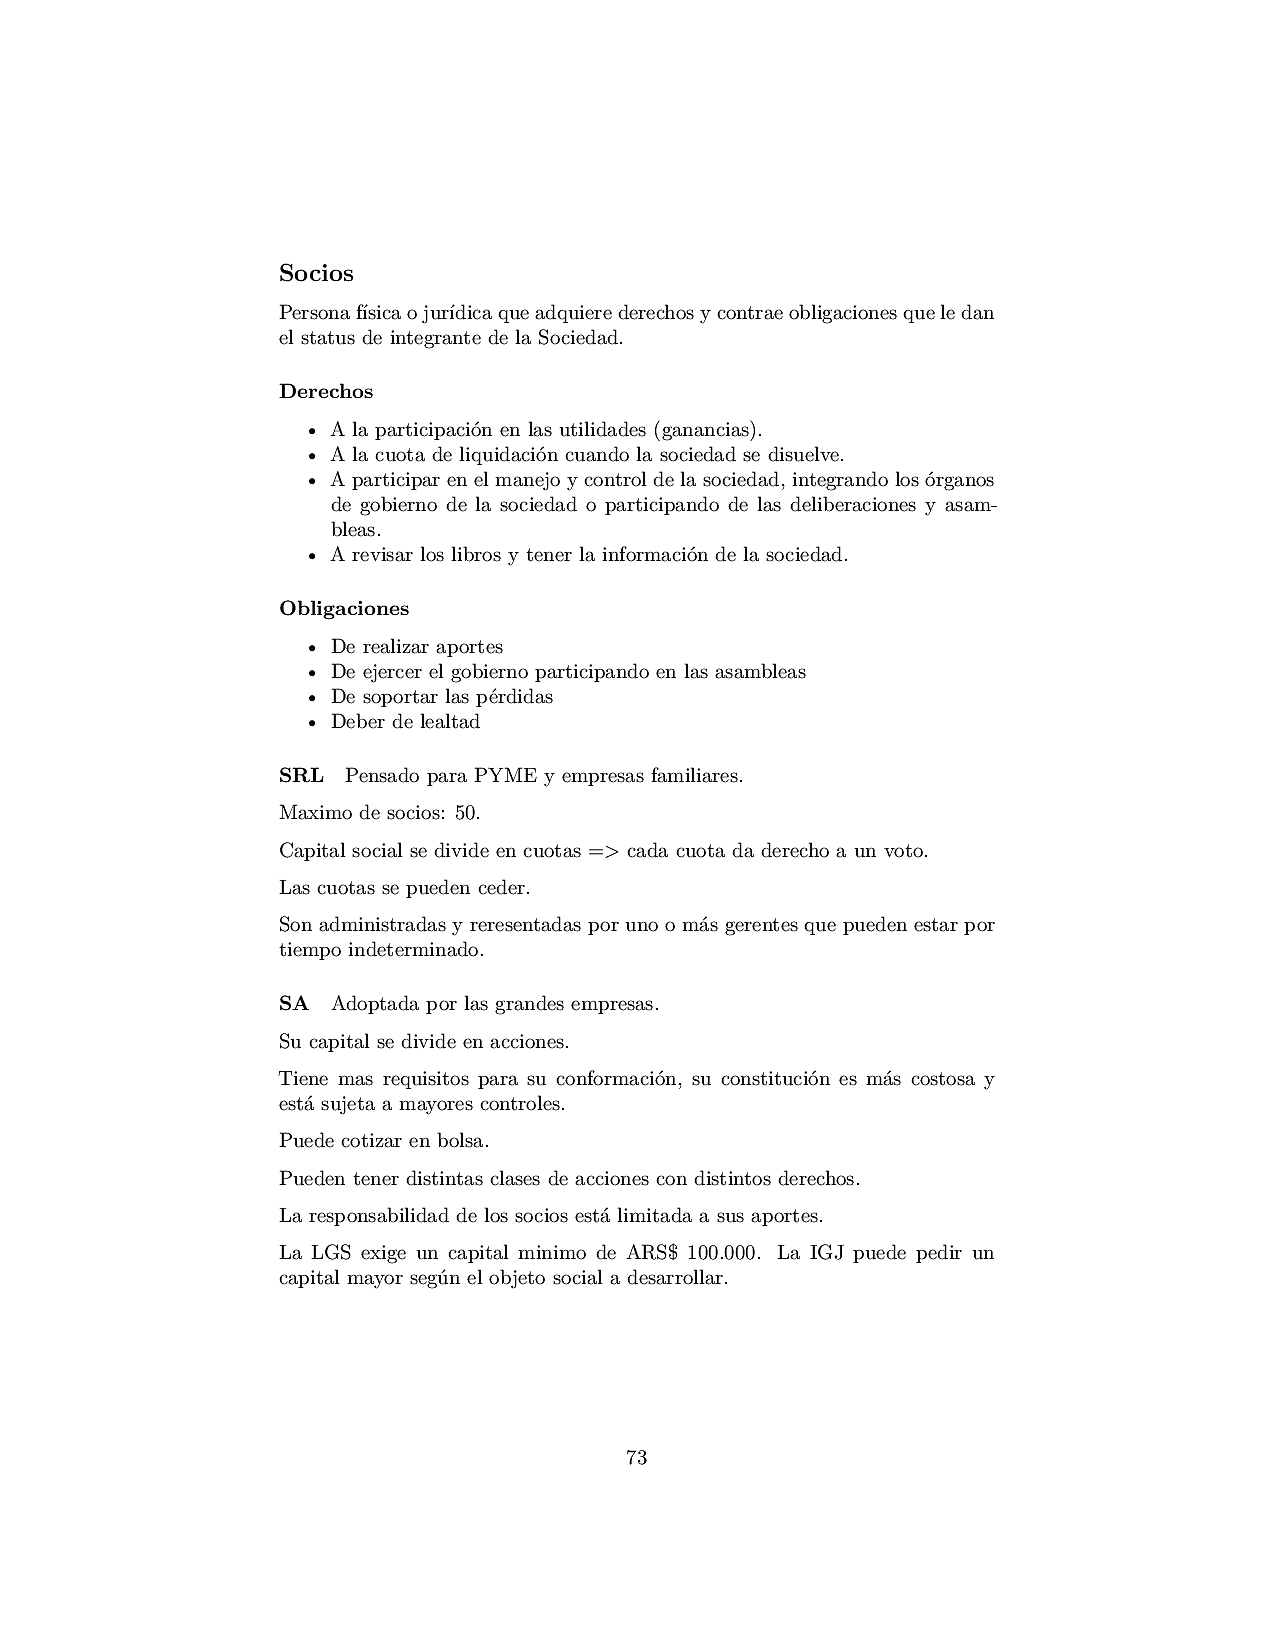 Socios
Persona física o jurídica que adquiere derechos y contrae obligaciones que le dan
el status de integrante de la Sociedad.
Derechos
• A la participación en las utilidades (ganancias).
• A la cuota de liquidación cuando la sociedad se disuelve.
• A participar en el manejo y control de la sociedad, integrando los órganos
de gobierno de la sociedad o participando de las deliberaciones y asam-
bleas.
• A revisar los libros y tener la información de la sociedad.
Obligaciones
• De realizar aportes
• De ejercer el gobierno participando en las asambleas
• De soportar las pérdidas
• Deber de lealtad
SRL Pensado para PYME y empresas familiares.
Maximo de socios: 50.
Capital social se divide en cuotas => cada cuota da derecho a un voto.
Las cuotas se pueden ceder.
Son administradas y reresentadas por uno o más gerentes que pueden estar por
tiempo indeterminado.
SA Adoptada por las grandes empresas.
Su capital se divide en acciones.
Tiene mas requisitos para su conformación, su constitución es más costosa y
está sujeta a mayores controles.
Puede cotizar en bolsa.
Pueden tener distintas clases de acciones con distintos derechos.
La responsabilidad de los socios está limitada a sus aportes.
La LGS exige un capital minimo de ARS$ 100.000. La IGJ puede pedir un
capital mayor según el objeto social a desarrollar.
73